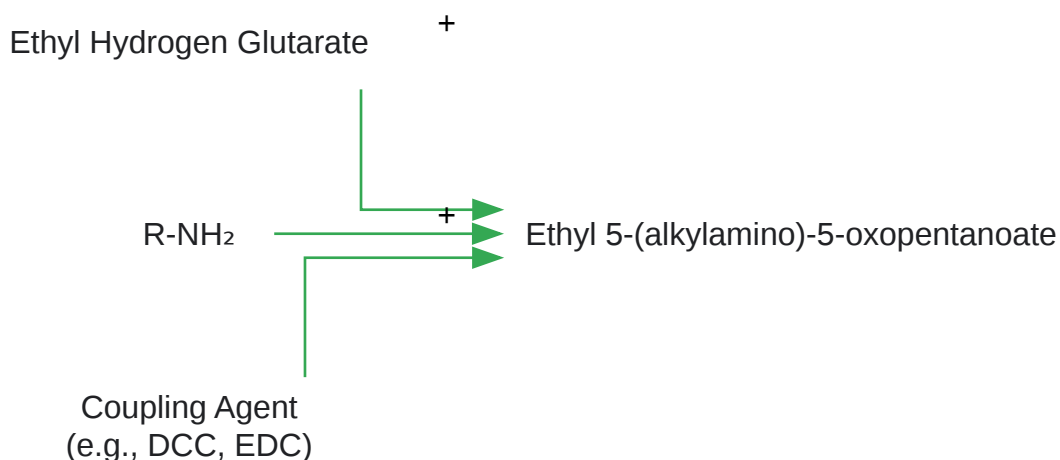 +
Ethyl Hydrogen Glutarate
+
R-NH₂
Ethyl 5-(alkylamino)-5-oxopentanoate
Coupling Agent
(e.g., DCC, EDC)